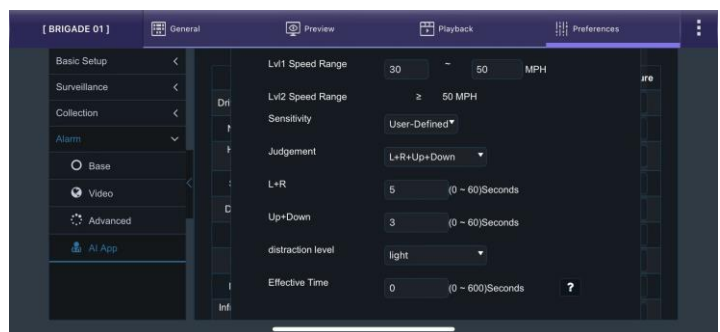 [ BRIGADE 01 ] General Preview Playback Preferences
Basic Setup
Surveillance
Collection
Alarm
Base
Video
Advanced
AI App
Lvl1 Speed Range 30 ~ 50 MPH
Lvl2 Speed Range ≥ 50 MPH
Sensitivity User-Defined
Judgement L+R+Up+Down
L+R 5 (0 ~ 60)Seconds
Up+Down 3 (0 ~ 60)Seconds
distraction level light
Effective Time 0 (0 ~ 600)Seconds ?